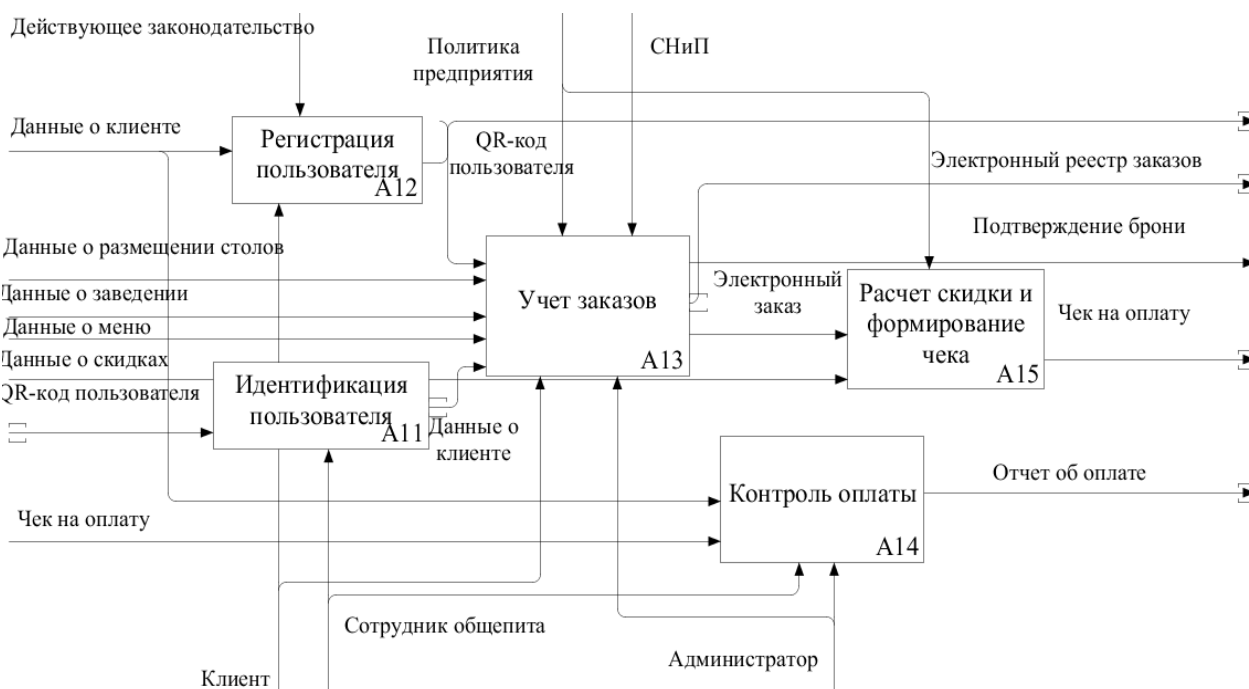 Действующее законодательство
Политика
предприятия
СНиП
Данные о клиенте
Регистрация
пользователя
A12
QR-код
пользователя
Электронный реестр заказов
Данные о размещении столов
Подтверждение брони
Данные о заведении
Учет заказов
A13
Электронный
заказ
Расчет скидки и
формирование
чека
A15
Чек на оплату
Данные о меню
Данные о скидках
QR-код пользователя
Идентификация
пользователя
A11
Данные о
клиенте
Контроль оплаты
A14
Отчет об оплате
Чек на оплату
Сотрудник общепита
Администратор
Клиент